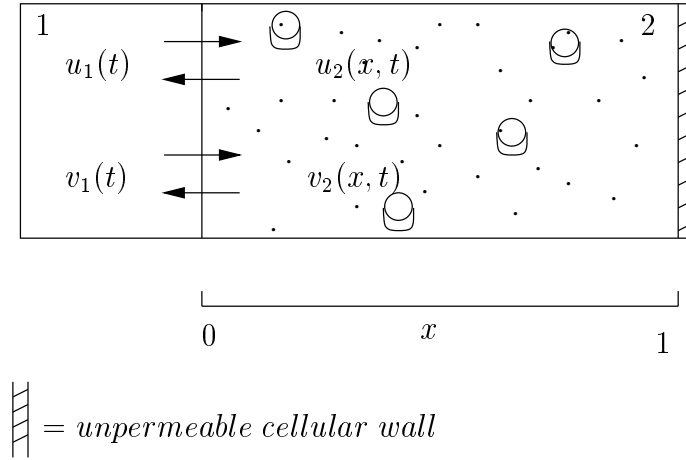 1
2
u₁(t)
u₂(x, t)
v₁(t)
v₂(x, t)
0
x
1
= unpermeable cellular wall